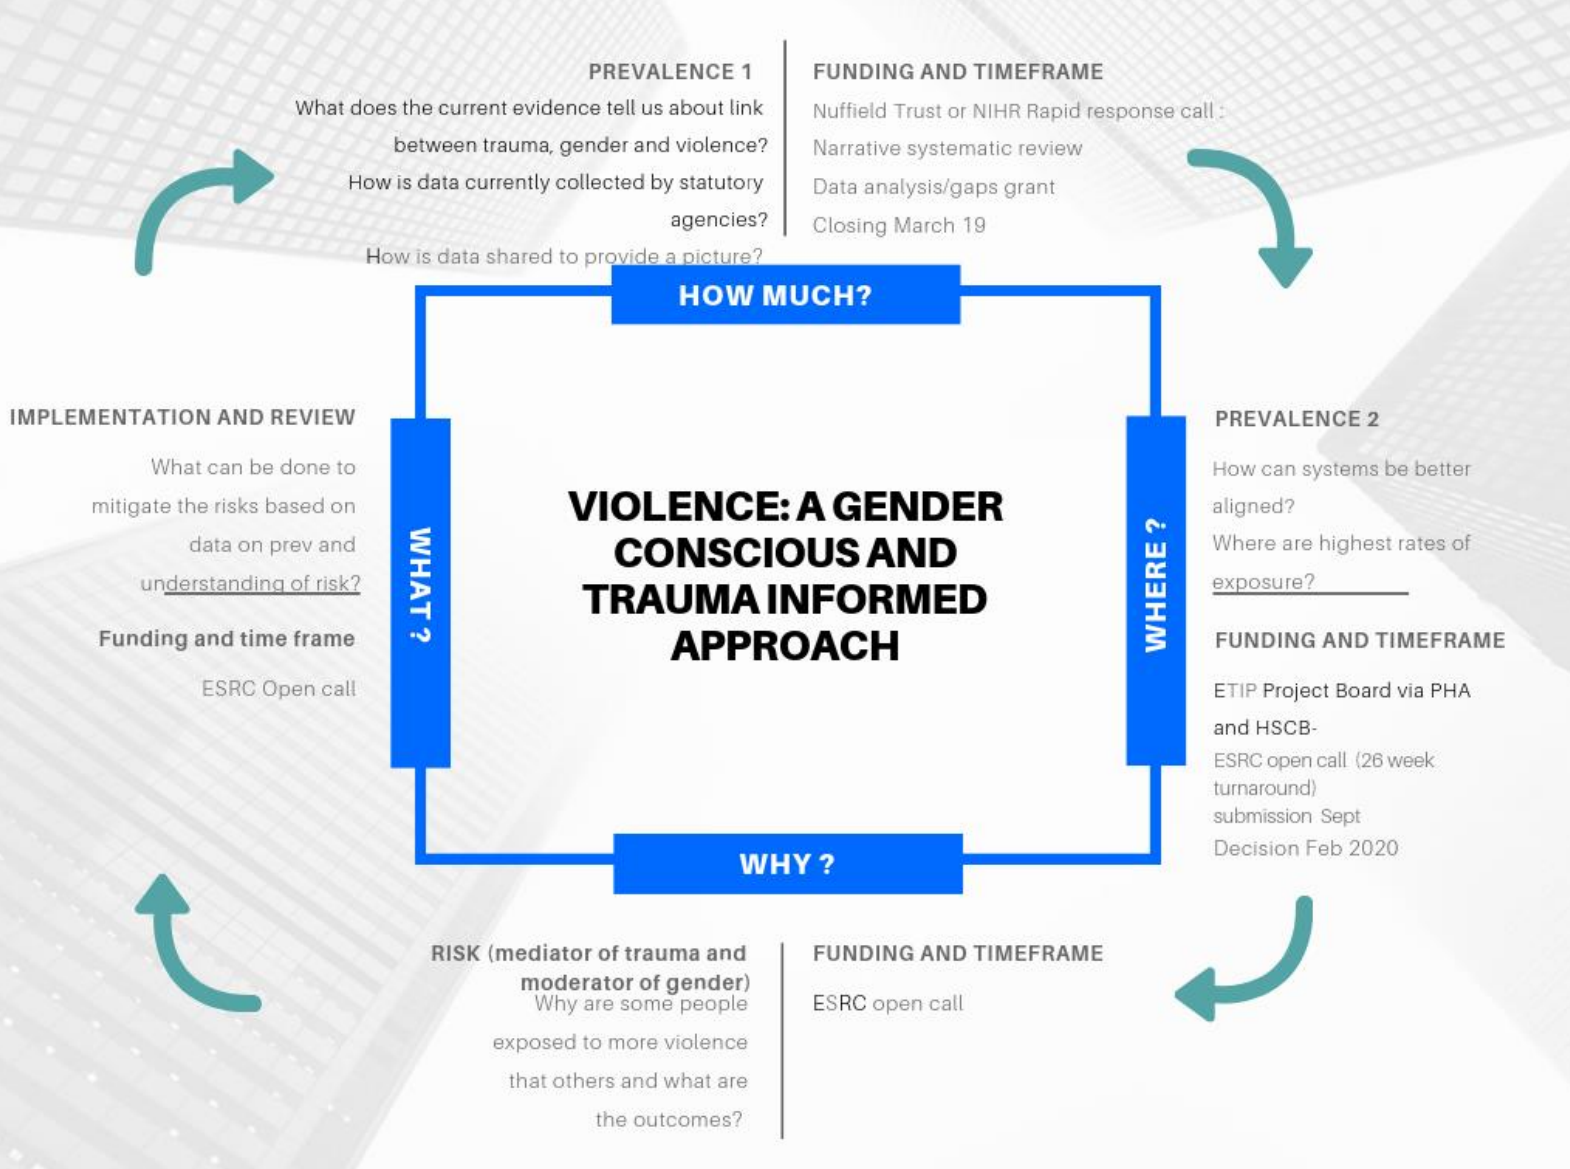 PREVALENCE 1
What does the current evidence tell us about link
between trauma, gender and violence?
How is data currently collected by statutory
agencies?
How is data shared to provide a picture?
FUNDING AND TIMEFRAME
Nuffield Trust or NIHR Rapid response call :
Narrative systematic review
Data analysis/gaps grant
Closing March 19
HOW MUCH?
IMPLEMENTATION AND REVIEW
What can be done to
mitigate the risks based on
data on prev and
understanding of risk?
Funding and time frame
ESRC Open call
WHAT ?
VIOLENCE: A GENDER
CONSCIOUS AND
TRAUMA INFORMED
APPROACH
WHERE ?
PREVALENCE 2
How can systems be better
aligned?
Where are highest rates of
exposure?
FUNDING AND TIMEFRAME
ETIP Project Board via PHA
and HSCB-
ESRC open call (26 week
turnaround)
submission Sept
Decision Feb 2020
WHY ?
RISK (mediator of trauma and
moderator of gender)
Why are some people
exposed to more violence
that others and what are
the outcomes?
FUNDING AND TIMEFRAME
ESRC open call